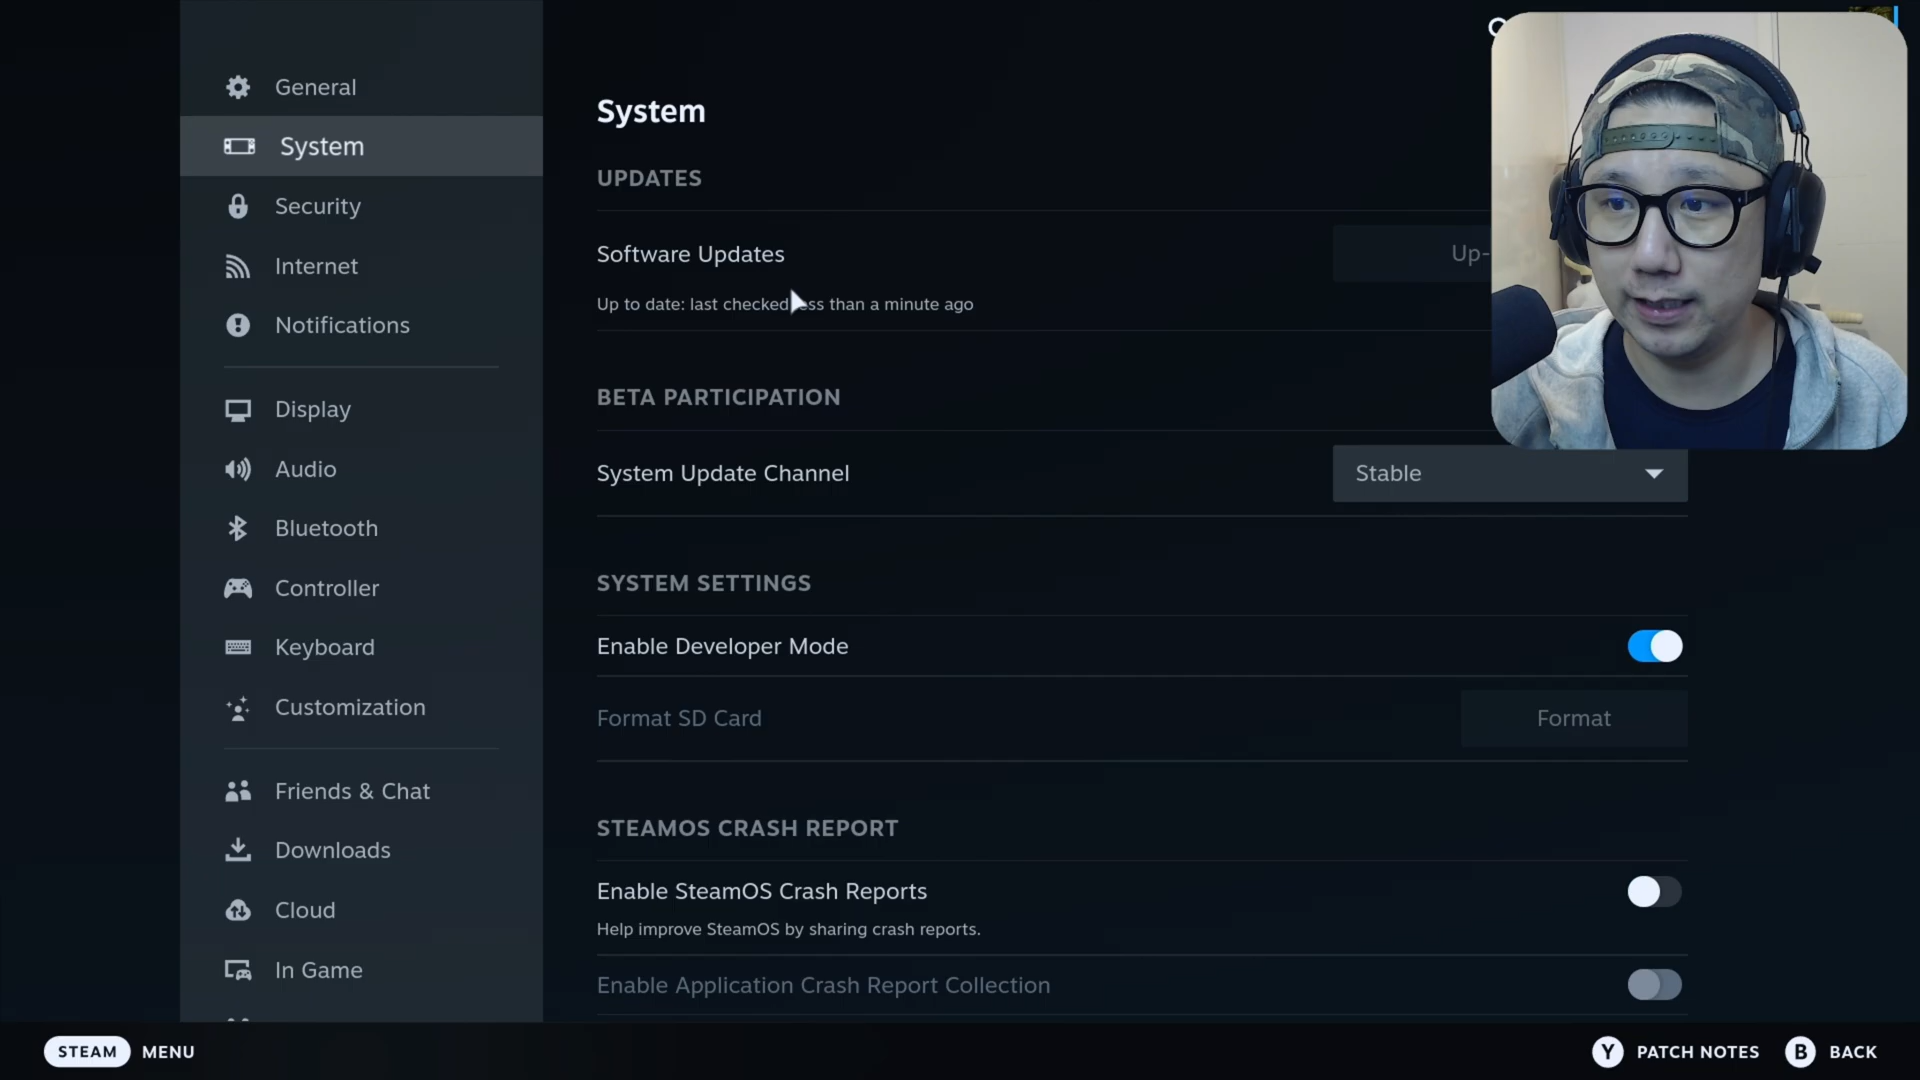 General
System
Security
Internet
Notifications
Display
Audio
Bluetooth
Controller
Keyboard
Customization
Friends & Chat
Downloads
Cloud
In Game
System
UPDATES
Software Updates
Up-
Up to date: last checked less than a minute ago
BETA PARTICIPATION
System Update Channel
Stable
SYSTEM SETTINGS
Enable Developer Mode
Format SD Card
Format
STEAMOS CRASH REPORT
Enable SteamOS Crash Reports
Help improve SteamOS by sharing crash reports.
Enable Application Crash Report Collection
STEAM MENU
Y PATCH NOTES B BACK